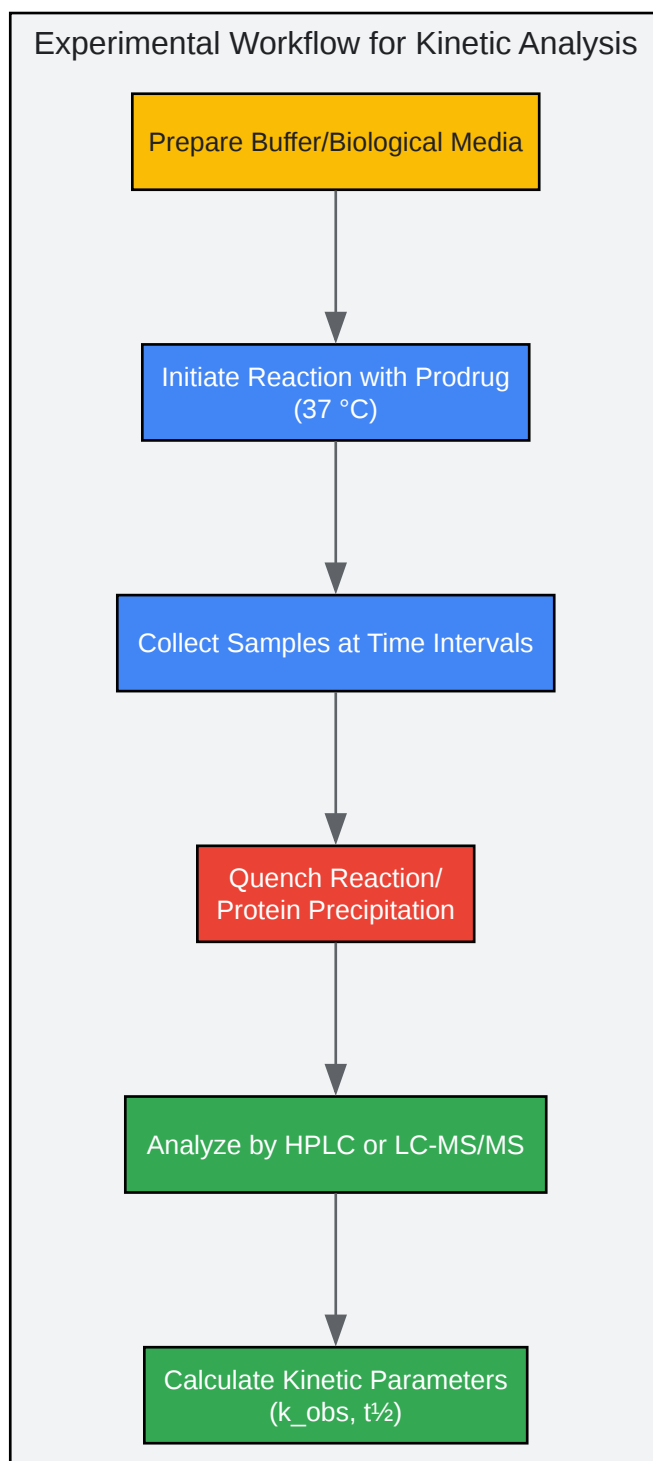 Experimental Workflow for Kinetic Analysis
Prepare Buffer/Biological Media
Initiate Reaction with Prodrug
(37 °C)
Collect Samples at Time Intervals
Quench Reaction/
Protein Precipitation
Analyze by HPLC or LC-MS/MS
Calculate Kinetic Parameters
(k_obs, t½)